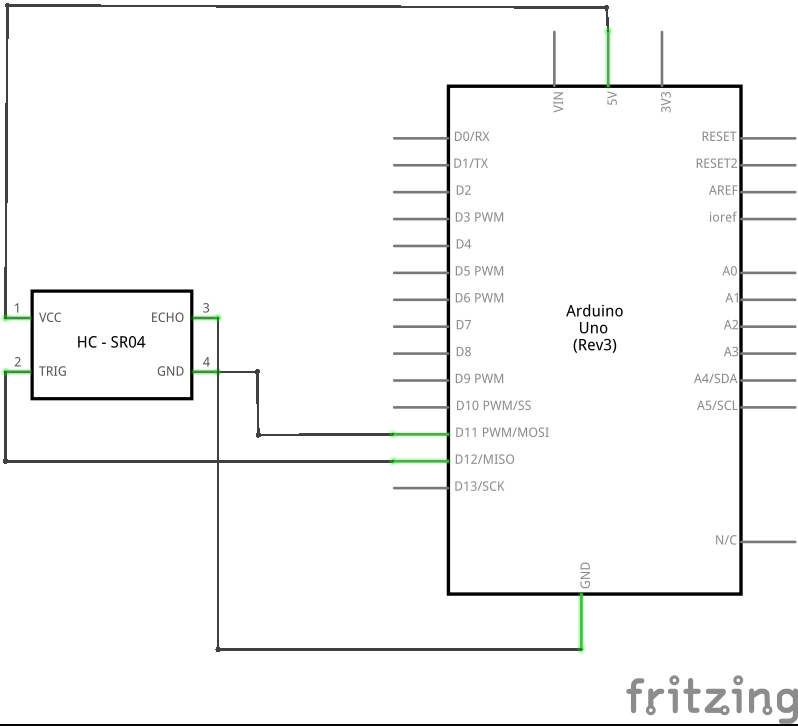 VIN
5V
3V3
D0/RX
RESET
D1/TX
RESET2
D2
AREF
D3 PWM
ioref
D4
D5 PWM
A0
D6 PWM
A1
D7
A2
D8
A3
D9 PWM
A4/SDA
D10 PWM/SS
A5/SCL
D11 PWM/MOSI
D12/MISO
D13/SCK
N/C
GND
Arduino
Uno
(Rev3)
1
VCC
ECHO
3
HC - SR04
2
TRIG
GND
4
fritzing